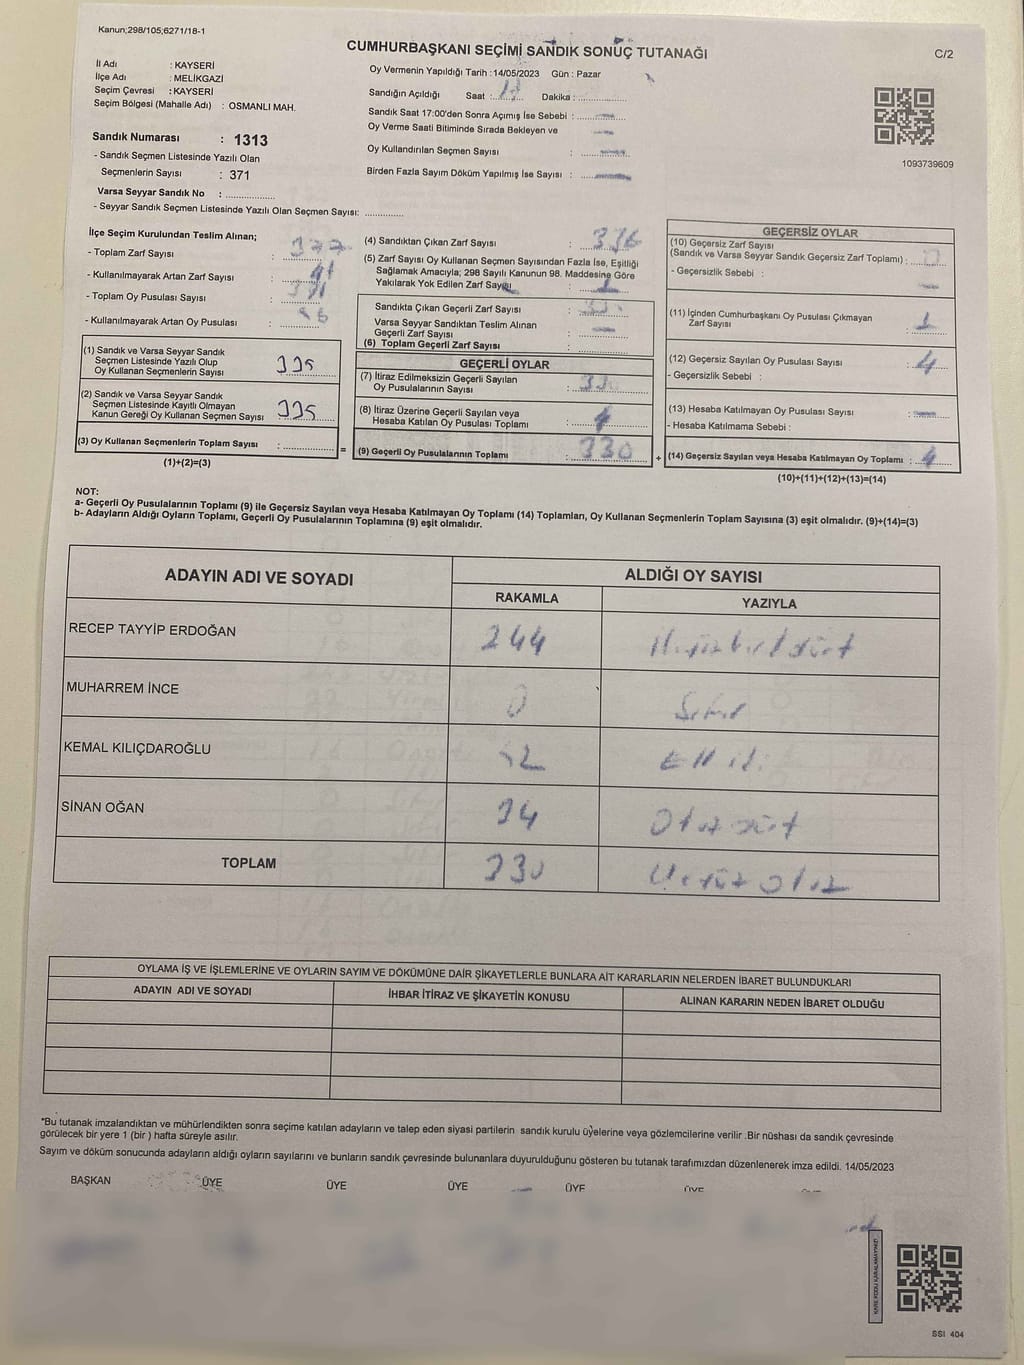 Kanun;298/105;6271/18-1
CUMHURBAŞKANI SEÇİMİ SANDIK SONUÇ TUTANAĞI
C/2
İl Adı : KAYSERİ
İlçe Adı : MELİKGAZİ
Seçim Çevresi : KAYSERİ
Seçim Bölgesi (Mahalle Adı) : OSMANLI MAH.
Sandık Numarası : 1313
- Sandık Seçmen Listesinde Yazılı Olan
Seçmenlerin Sayısı : 371
Varsa Seyyar Sandık No : ....................
- Seyyar Sandık Seçmen Listesinde Yazılı Olan Seçmen Sayısı: ...............
Oy Vermenin Yapıldığı Tarih : 14/05/2023 Gün : Pazar
Sandığın Açıldığı Saat : Dakika :
Sandık Saat 17:00'den Sonra Açımış İse Sebebi : —
Oy Verme Saati Bitiminde Sırada Bekleyen ve —
Oy Kullandırılan Seçmen Sayısı : —
Birden Fazla Sayım Döküm Yapılmış İse Sayısı : —
1093739609
İlçe Seçim Kurulundan Teslim Alınan;
- Toplam Zarf Sayısı : 377
- Kullanılmayarak Artan Zarf Sayısı : 41
- Toplam Oy Pusulası Sayısı :
- Kullanılmayarak Artan Oy Pusulası :
(1) Sandık ve Varsa Seyyar Sandık
Seçmen Listesinde Yazılı Olup
Oy Kullanan Seçmenlerin Sayısı : 335
(2) Sandık ve Varsa Seyyar Sandık
Seçmen Listesinde Kayıtlı Olmayan
Kanun Gereği Oy Kullanan Seçmen Sayısı : 335
(3) Oy Kullanan Seçmenlerin Toplam Sayısı : ................ =
(1)+(2)=(3)
(4) Sandıktan Çıkan Zarf Sayısı : 336
(5) Zarf Sayısı Oy Kullanan Seçmen Sayısından Fazla İse, Eşitliği
Sağlamak Amacıyla; 298 Sayılı Kanunun 98. Maddesine Göre
Yakılarak Yok Edilen Zarf Sayısı : 1
Sandıkta Çıkan Geçerli Zarf Sayısı :
Varsa Seyyar Sandıktan Teslim Alınan
Geçerli Zarf Sayısı : —
(6) Toplam Geçerli Zarf Sayısı :
GEÇERLİ OYLAR
(7) İtiraz Edilmeksizin Geçerli Sayılan
Oy Pusulalarının Sayısı : 330
(8) İtiraz Üzerine Geçerli Sayılan veya
Hesaba Katılan Oy Pusulası Toplamı :
(9) Geçerli Oy Pusulalarının Toplamı : 330 +
GEÇERSİZ OYLAR
(10) Geçersiz Zarf Sayısı
(Sandık ve Varsa Seyyar Sandık Geçersiz Zarf Toplamı) : 0
- Geçersizlik Sebebi : —
(11) İçinden Cumhurbaşkanı Oy Pusulası Çıkmayan
Zarf Sayısı : 1
(12) Geçersiz Sayılan Oy Pusulası Sayısı : 4
- Geçersizlik Sebebi :
(13) Hesaba Katılmayan Oy Pusulası Sayısı : —
- Hesaba Katılmama Sebebi :
(14) Geçersiz Sayılan veya Hesaba Katılmayan Oy Toplamı : 4
(10)+(11)+(12)+(13)=(14)
NOT:
a- Geçerli Oy Pusulalarının Toplamı (9) ile Geçersiz Sayılan veya Hesaba Katılmayan Oy Toplamı (14) Toplamları, Oy Kullanan Seçmenlerin Toplam Sayısına (3) eşit olmalıdır. (9)+(14)=(3)
b- Adayların Aldığı Oyların Toplamı, Geçerli Oy Pusulalarının Toplamına (9) eşit olmalıdır.
ADAYIN ADI VE SOYADI ALDIĞI OY SAYISI
RAKAMLA YAZIYLA
RECEP TAYYİP ERDOĞAN 244 İkiyüzkırkdört
MUHARREM İNCE 0 Sıfır
KEMAL KILIÇDAROĞLU 52 Elli iki
SİNAN OĞAN 34 Otuz dört
TOPLAM 330 Üçyüz otuz
OYLAMA İŞ VE İŞLEMLERİNE VE OYLARIN SAYIM VE DÖKÜMÜNE DAİR ŞİKAYETLERLE BUNLARA AİT KARARLARIN NELERDEN İBARET BULUNDUKLARI
ADAYIN ADI VE SOYADI İHBAR İTİRAZ VE ŞİKAYETİN KONUSU ALINAN KARARIN NEDEN İBARET OLDUĞU
*Bu tutanak imzalandıktan ve mühürlendikten sonra seçime katılan adayların ve talep eden siyasi partilerin sandık kurulu üyelerine veya gözlemcilerine verilir .Bir nüshası da sandık çevresinde
görülecek bir yere 1 (bir ) hafta süreyle asılır.
Sayım ve döküm sonucunda adayların aldığı oyların sayılarını ve bunların sandık çevresinde bulunanlara duyurulduğunu gösteren bu tutanak tarafımızdan düzenlenerek imza edildi. 14/05/2023
BAŞKAN ÜYE ÜYE ÜYE ÜYE ÜYE
KARE KODU KARALAMAYINIZ!
SSI 404